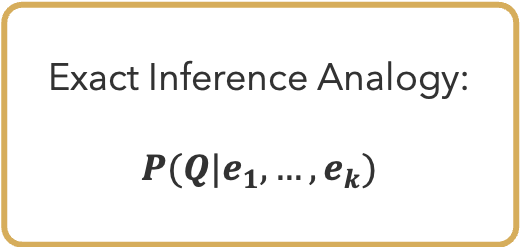 Exact Inference Analogy:
P(Q|e₁, … , eₖ)